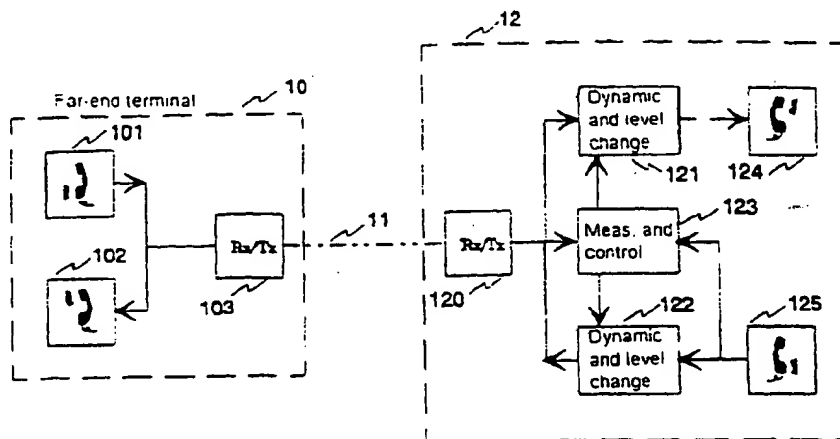 12
Far-end terminal
10
101
102
Rx/Tx
103
11
Rx/Tx
120
Dynamic
and level
change
121
124
Meas. and
control
123
122
Dynamic
and level
change
125